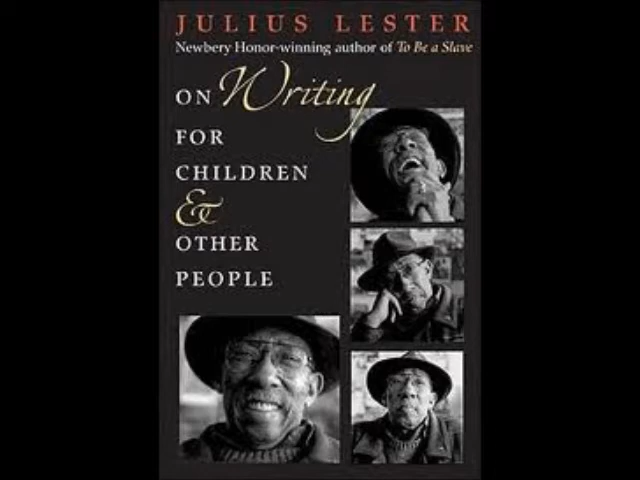 JULIUS LESTER
Newbery Honor-winning author of To Be a Slave
ON Writing
FOR
CHILDREN
&
OTHER
PEOPLE